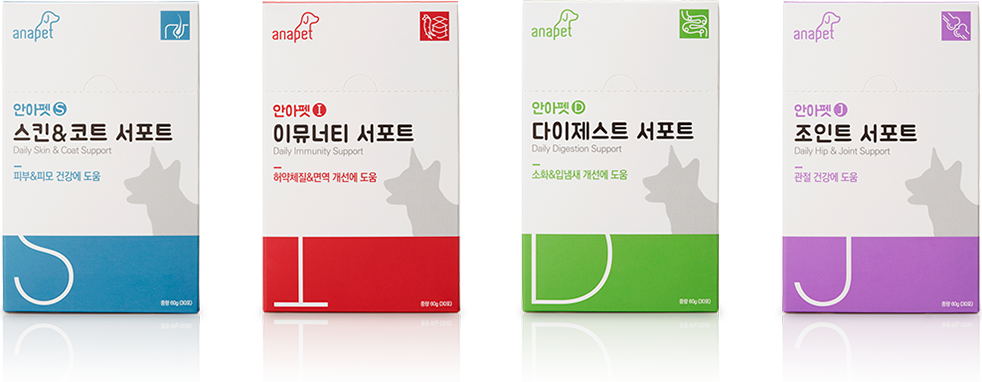 anapet
안아펫 S
스킨&코트 서포트
Daily Skin & Coat Support
피부&피모 건강에 도움
S
중량 60g (30포)
anapet
안아펫 I
이뮤너티 서포트
Daily Immunity Support
허약체질&면역 개선에 도움
I
중량 60g (30포)
anapet
안아펫 D
다이제스트 서포트
Daily Digestion Support
소화&입냄새 개선에 도움
D
중량 60g (30포)
anapet
안아펫 J
조인트 서포트
Daily Hip & Joint Support
관절 건강에 도움
J
중량 60g (30포)